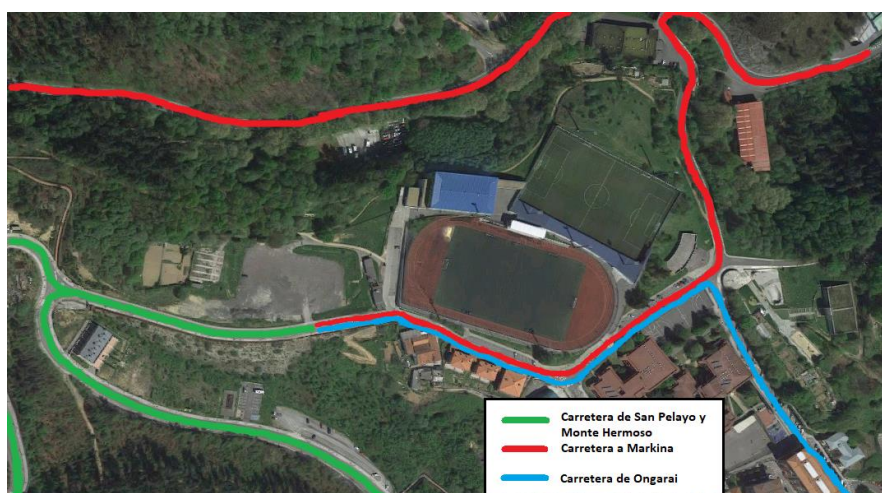 Carretera de San Pelayo y
Monte Hermoso
Carretera a Markina
Carretera de Ongarai